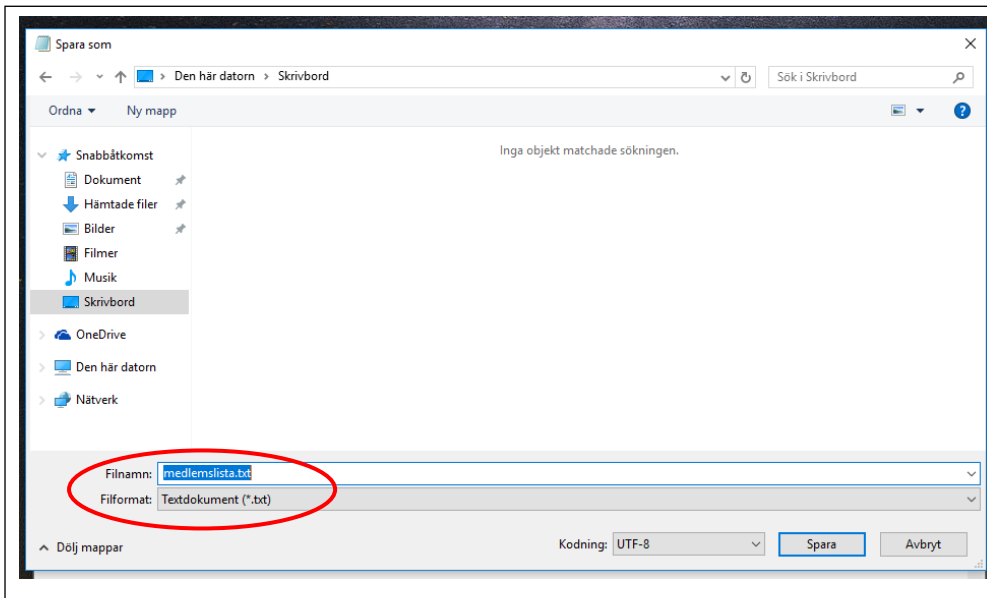 Spara som
Den här datorn > Skrivbord
Sök i Skrivbord
Ordna
Ny mapp
Inga objekt matchade sökningen.
Snabbåtkomst
Dokument
Hämtade filer
Bilder
Filmer
Musik
Skrivbord
OneDrive
Den här datorn
Nätverk
Filnamn: medlemslista.txt
Filformat: Textdokument (*.txt)
Dölj mappar
Kodning: UTF-8
Spara
Avbryt